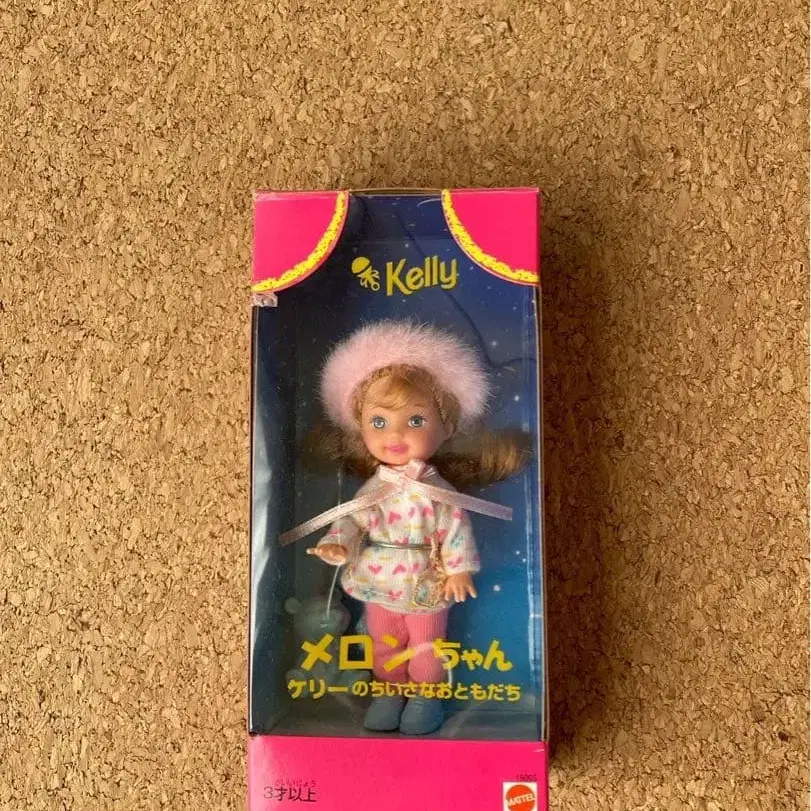 Kelly
メロンちゃん
ケリーのちいさなおともだち
3才以上
MATTEL